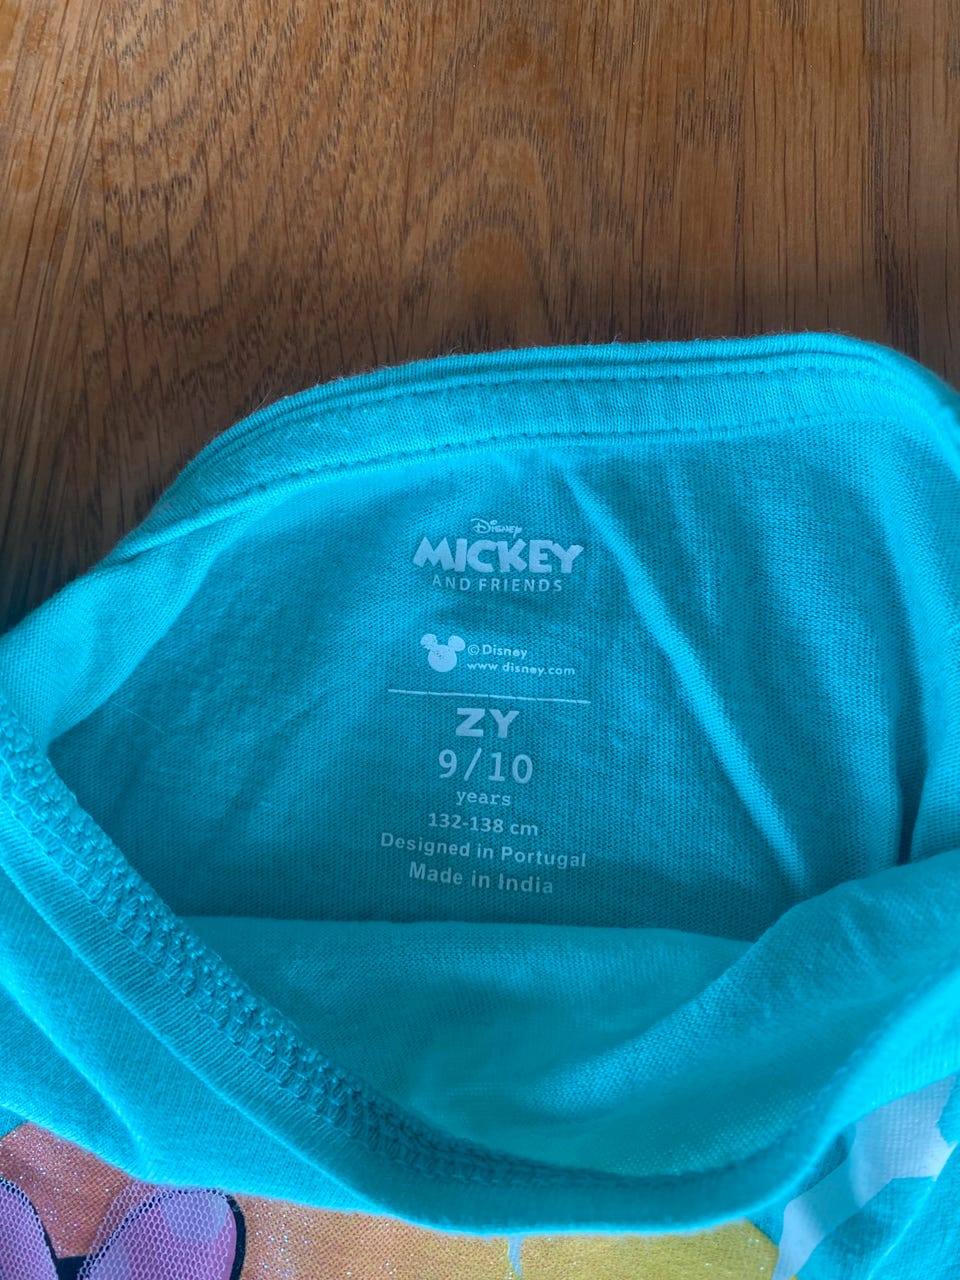 Disney
MICKEY
AND FRIENDS
© Disney
www.disney.com
ZY
9/10
years
132-138 cm
Designed in Portugal
Made in India